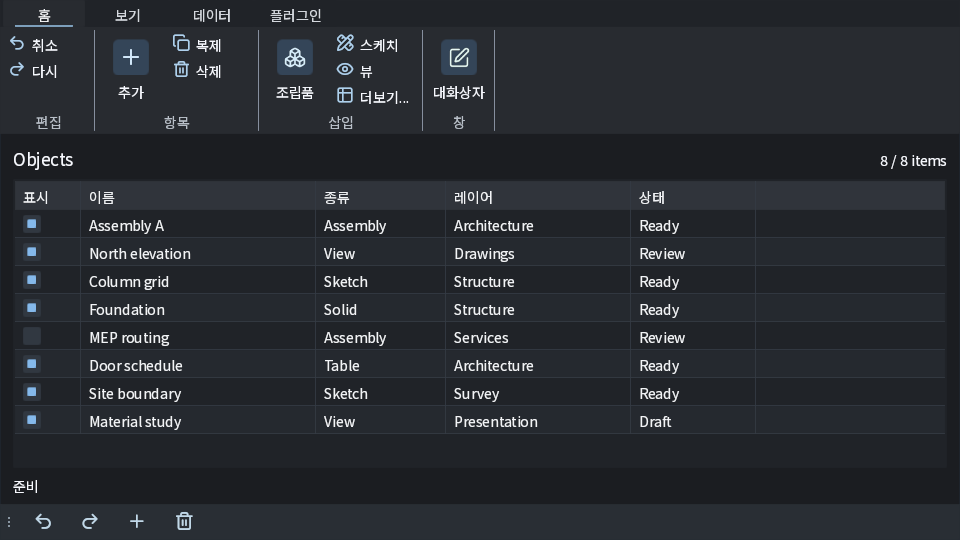 홈 보기 데이터 플러그인
취소
다시
편집
추가
복제
삭제
항목
조립품
스케치
뷰
더보기...
삽입
대화상자
창
Objects 8 / 8 items
표시 이름 종류 레이어 상태
Assembly A Assembly Architecture Ready
North elevation View Drawings Review
Column grid Sketch Structure Ready
Foundation Solid Structure Ready
MEP routing Assembly Services Review
Door schedule Table Architecture Ready
Site boundary Sketch Survey Ready
Material study View Presentation Draft
준비